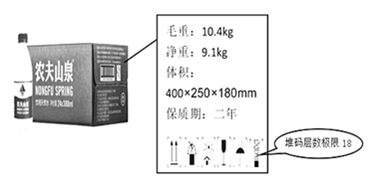 农夫山泉
NONGFU SPRING
毛重：10.4kg
净重：9.1kg
体积：
400×250×180mm
保质期：二年
堆码层数极限 18